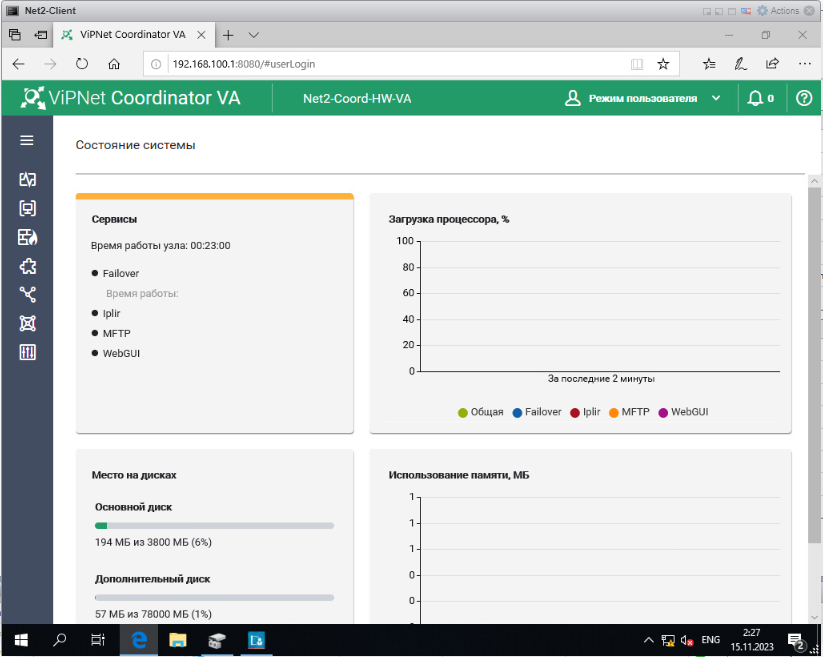 Net2-Client
Actions
ViPNet Coordinator VA
192.168.100.1:8080/#userLogin
ViPNet Coordinator VA
Net2-Coord-HW-VA
Режим пользователя
0
Состояние системы
Сервисы
Время работы узла: 00:23:00
Failover
Время работы:
Iplir
MFTP
WebGUI
Загрузка процессора, %
100
80
60
40
20
0
За последние 2 минуты
Общая Failover Iplir MFTP WebGUI
Место на дисках
Основной диск
194 МБ из 3800 МБ (6%)
Дополнительный диск
57 МБ из 78000 МБ (1%)
Использование памяти, МБ
1
1
1
0
0
ENG
2:27
15.11.2023
2